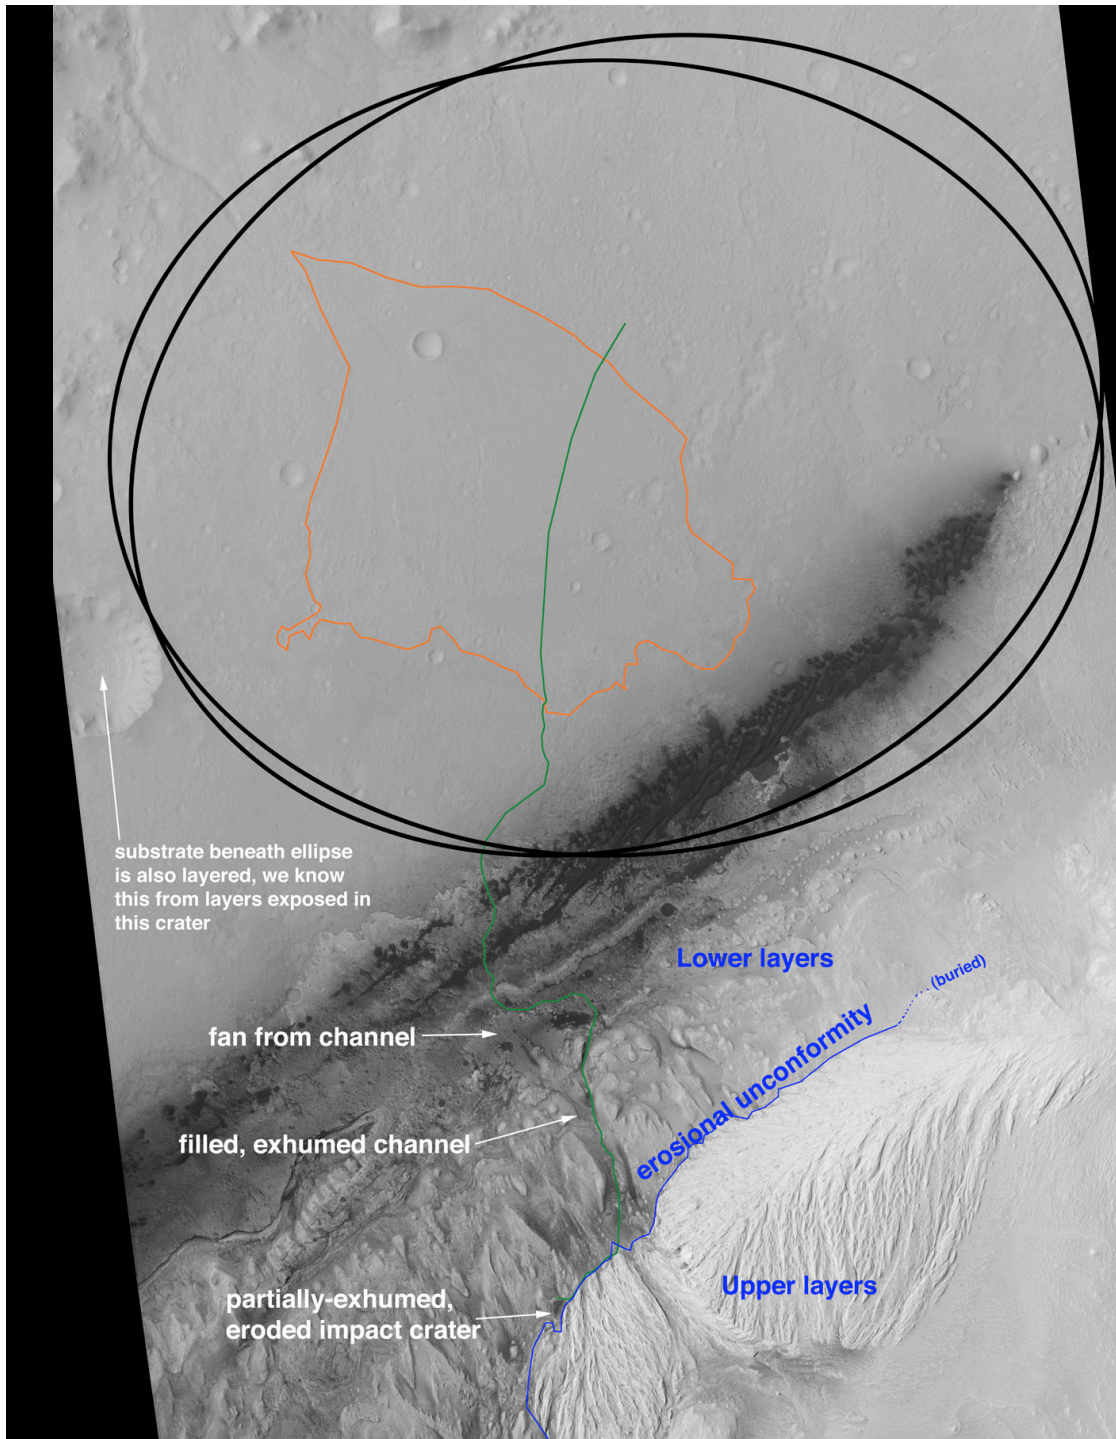 substrate beneath ellipse
is also layered, we know
this from layers exposed in
this crater
Lower layers
(buried)
erosional unconformity
fan from channel
filled, exhumed channel
Upper layers
partially-exhumed,
eroded impact crater